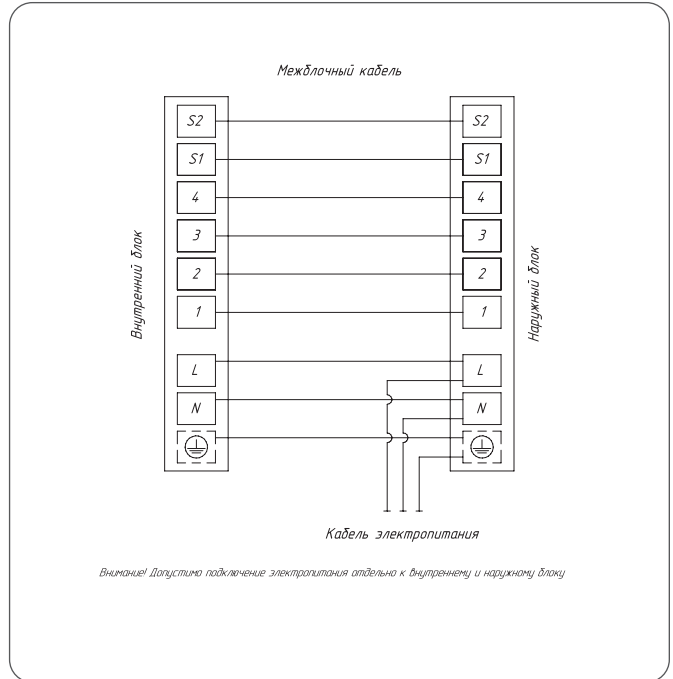 Межблочный кабель
S2 S2
S1 S1
4 4
3 3
2 2
1 1
L L
N N
Внутренний блок
Наружный блок
Кабель электропитания
Внимание! Допустимо подключение электропитания отдельно к внутреннему и наружному блоку